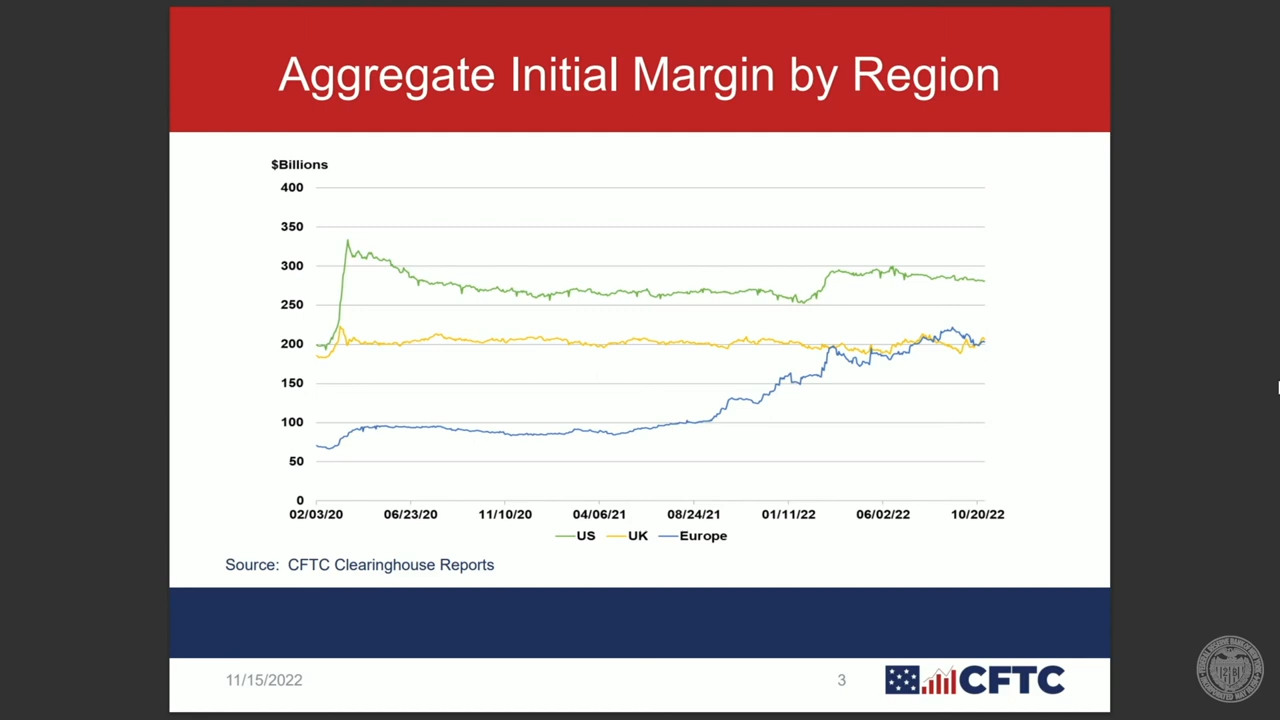 Aggregate Initial Margin by Region
$Billions
400
350
300
250
200
150
100
50
0
02/03/20 06/23/20 11/10/20 04/06/21 08/24/21 01/11/22 06/02/22 10/20/22
US UK Europe
Source: CFTC Clearinghouse Reports
11/15/2022 3 CFTC